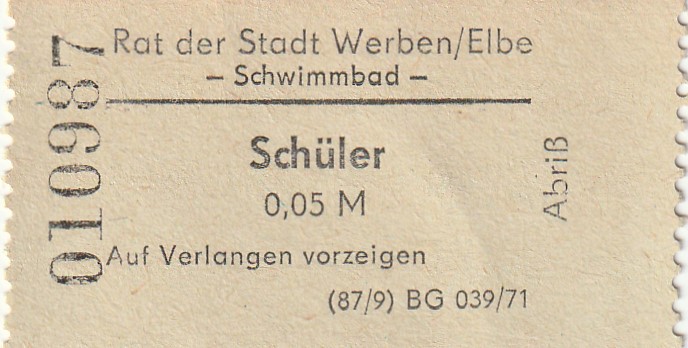 Rat der Stadt Werben/Elbe
– Schwimmbad –
Schüler
0,05 M
Auf Verlangen vorzeigen
(87/9) BG 039/71
010987
Abriß